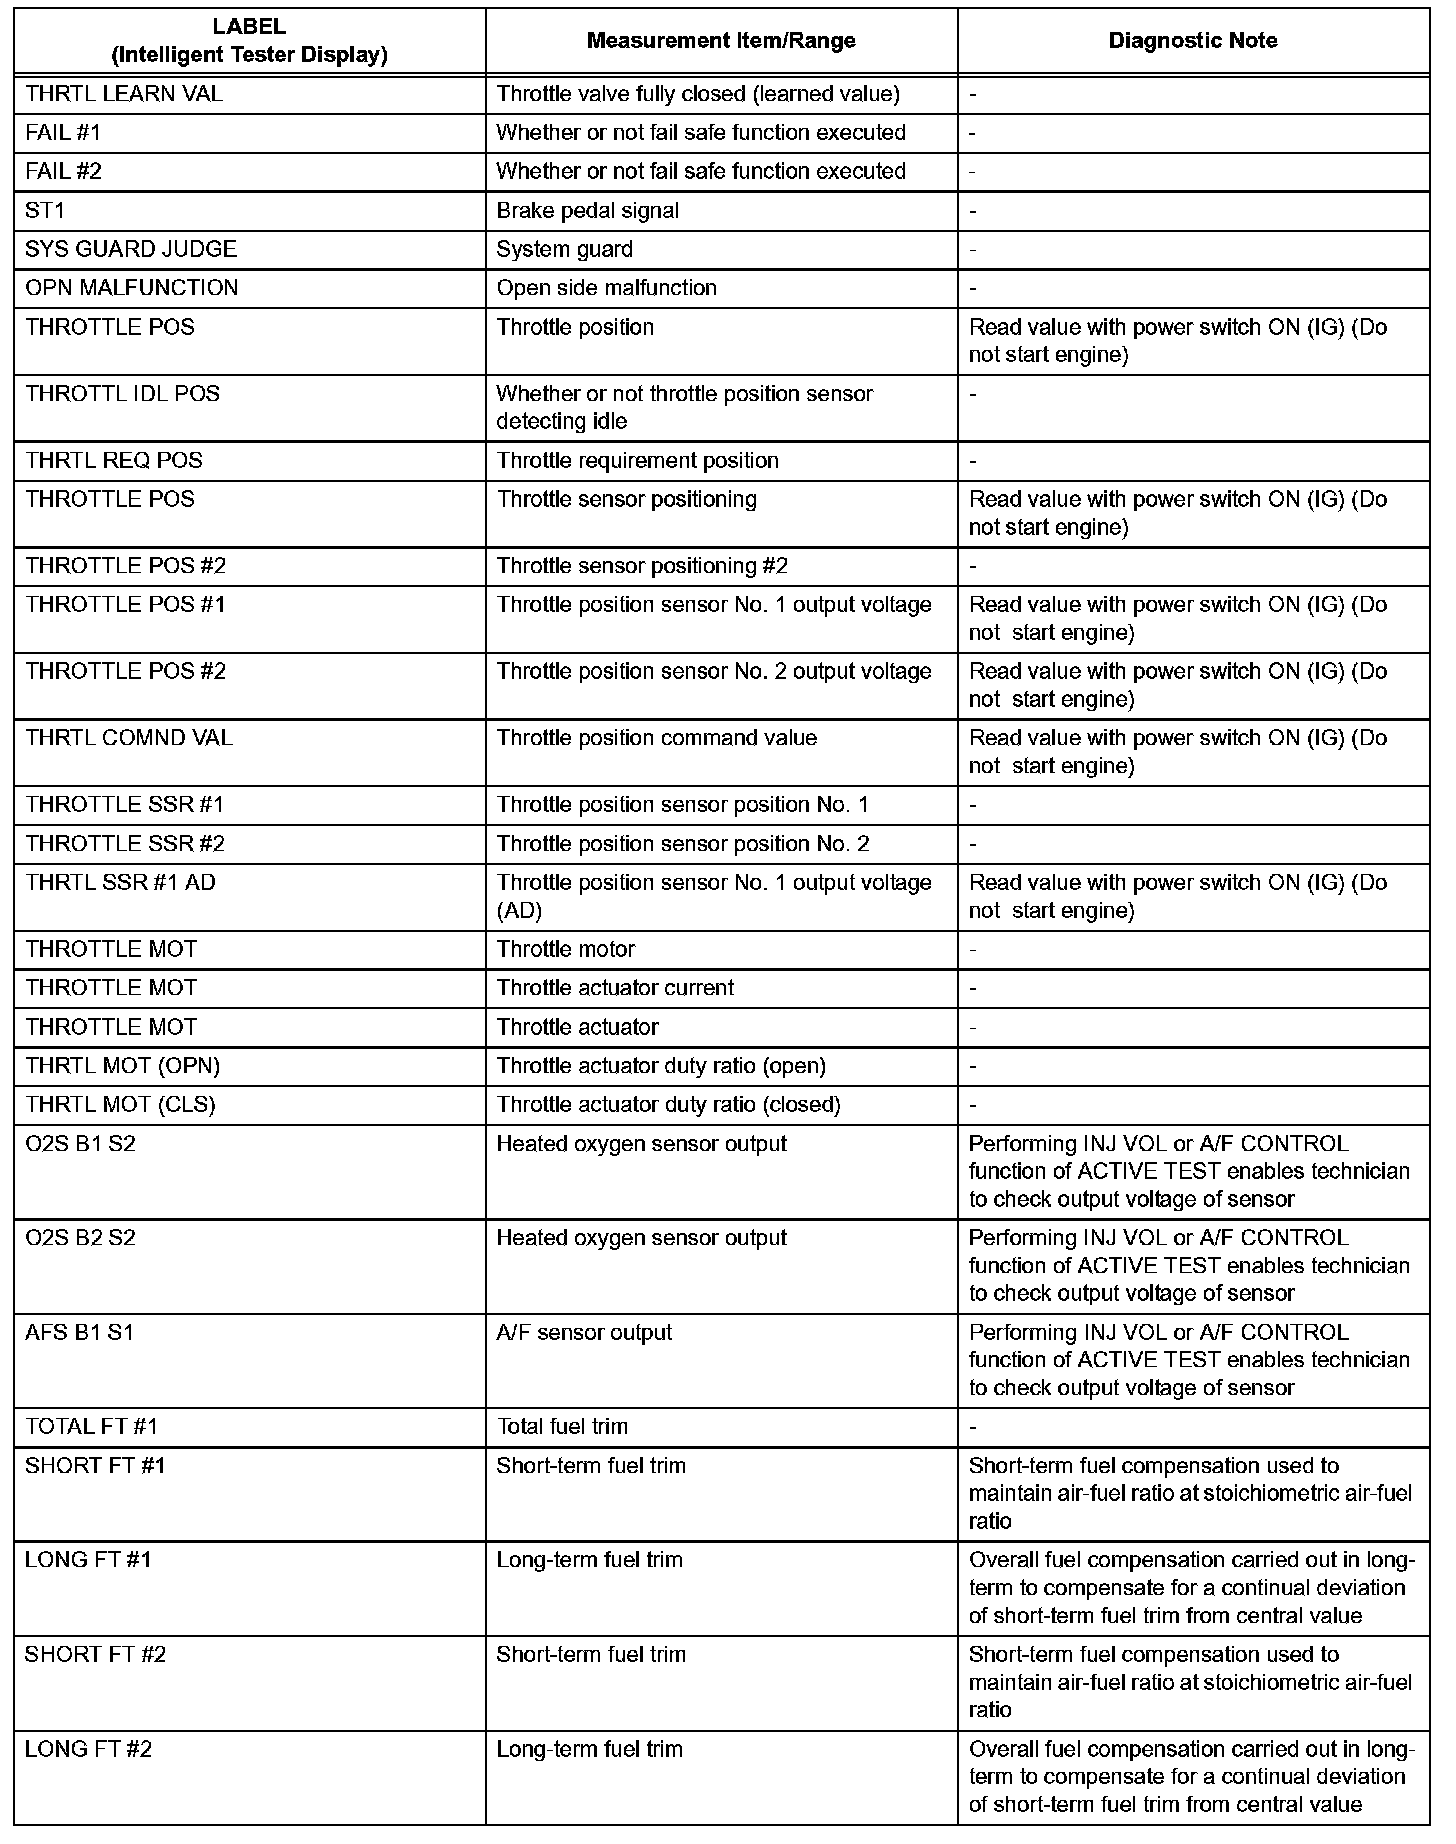 LABEL
(Intelligent Tester Display)
Measurement Item/Range
Diagnostic Note
THRTL LEARN VAL
Throttle valve fully closed (learned value)
-
FAIL #1
Whether or not fail safe function executed
-
FAIL #2
Whether or not fail safe function executed
-
ST1
Brake pedal signal
-
SYS GUARD JUDGE
System guard
-
OPN MALFUNCTION
Open side malfunction
-
THROTTLE POS
Throttle position
Read value with power switch ON (IG) (Do
not start engine)
THROTTL IDL POS
Whether or not throttle position sensor
detecting idle
-
THRTL REQ POS
Throttle requirement position
-
THROTTLE POS
Throttle sensor positioning
Read value with power switch ON (IG) (Do
not start engine)
THROTTLE POS #2
Throttle sensor positioning #2
-
THROTTLE POS #1
Throttle position sensor No. 1 output voltage
Read value with power switch ON (IG) (Do
not start engine)
THROTTLE POS #2
Throttle position sensor No. 2 output voltage
Read value with power switch ON (IG) (Do
not start engine)
THRTL COMND VAL
Throttle position command value
Read value with power switch ON (IG) (Do
not start engine)
THROTTLE SSR #1
Throttle position sensor position No. 1
-
THROTTLE SSR #2
Throttle position sensor position No. 2
-
THRTL SSR #1 AD
Throttle position sensor No. 1 output voltage
(AD)
Read value with power switch ON (IG) (Do
not start engine)
THROTTLE MOT
Throttle motor
-
THROTTLE MOT
Throttle actuator current
-
THROTTLE MOT
Throttle actuator
-
THRTL MOT (OPN)
Throttle actuator duty ratio (open)
-
THRTL MOT (CLS)
Throttle actuator duty ratio (closed)
-
O2S B1 S2
Heated oxygen sensor output
Performing INJ VOL or A/F CONTROL
function of ACTIVE TEST enables technician
to check output voltage of sensor
O2S B2 S2
Heated oxygen sensor output
Performing INJ VOL or A/F CONTROL
function of ACTIVE TEST enables technician
to check output voltage of sensor
AFS B1 S1
A/F sensor output
Performing INJ VOL or A/F CONTROL
function of ACTIVE TEST enables technician
to check output voltage of sensor
TOTAL FT #1
Total fuel trim
-
SHORT FT #1
Short-term fuel trim
Short-term fuel compensation used to
maintain air-fuel ratio at stoichiometric air-fuel
ratio
LONG FT #1
Long-term fuel trim
Overall fuel compensation carried out in long-
term to compensate for a continual deviation
of short-term fuel trim from central value
SHORT FT #2
Short-term fuel trim
Short-term fuel compensation used to
maintain air-fuel ratio at stoichiometric air-fuel
ratio
LONG FT #2
Long-term fuel trim
Overall fuel compensation carried out in long-
term to compensate for a continual deviation
of short-term fuel trim from central value